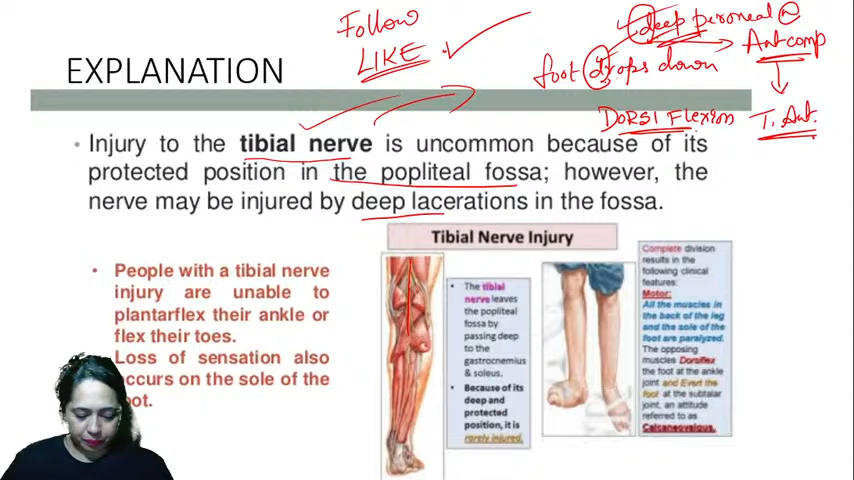 Follow
LIKE
deep peroneal
foot drops down
Ant comp
DORSI Flexion
T. Ant.
EXPLANATION
• Injury to the tibial nerve is uncommon because of its
protected position in the popliteal fossa; however, the
nerve may be injured by deep lacerations in the fossa.
• People with a tibial nerve
injury are unable to
plantarflex their ankle or
flex their toes.
Loss of sensation also
occurs on the sole of the
Tibial Nerve Injury
• The tibial
nerve leaves
the popliteal
fossa by
passing deep
to the
gastrocnemius
& soleus.
• Because of its
deep and
protected
position, it is
rarely injured.
Complete division
results in the
following clinical
features:
Motor:
All the muscles in
the back of the leg
and the sole of the
foot are paralyzed.
The opposing
muscles Dorsiflex
the foot at the ankle
joint and Evert the
foot at the subtalar
joint, an attitude
referred to as
Calcaneovalgus.